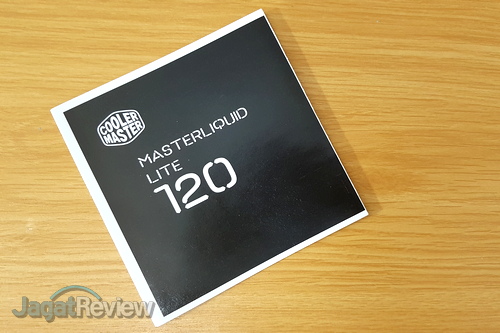 COOLER
MASTER
MASTERLIQUID
LITE
120
JagatReview